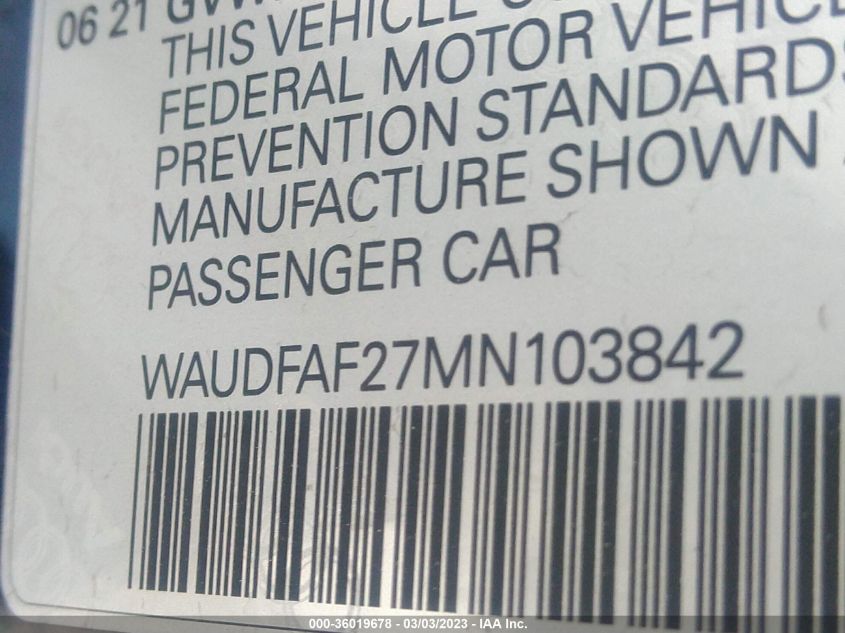 06 21
THIS VEHICLE
FEDERAL MOTOR VEHICLE
PREVENTION STANDARDS
MANUFACTURE SHOWN
PASSENGER CAR
WAUDFAF27MN103842
000-36019678 - 03/03/2023 - IAA Inc.